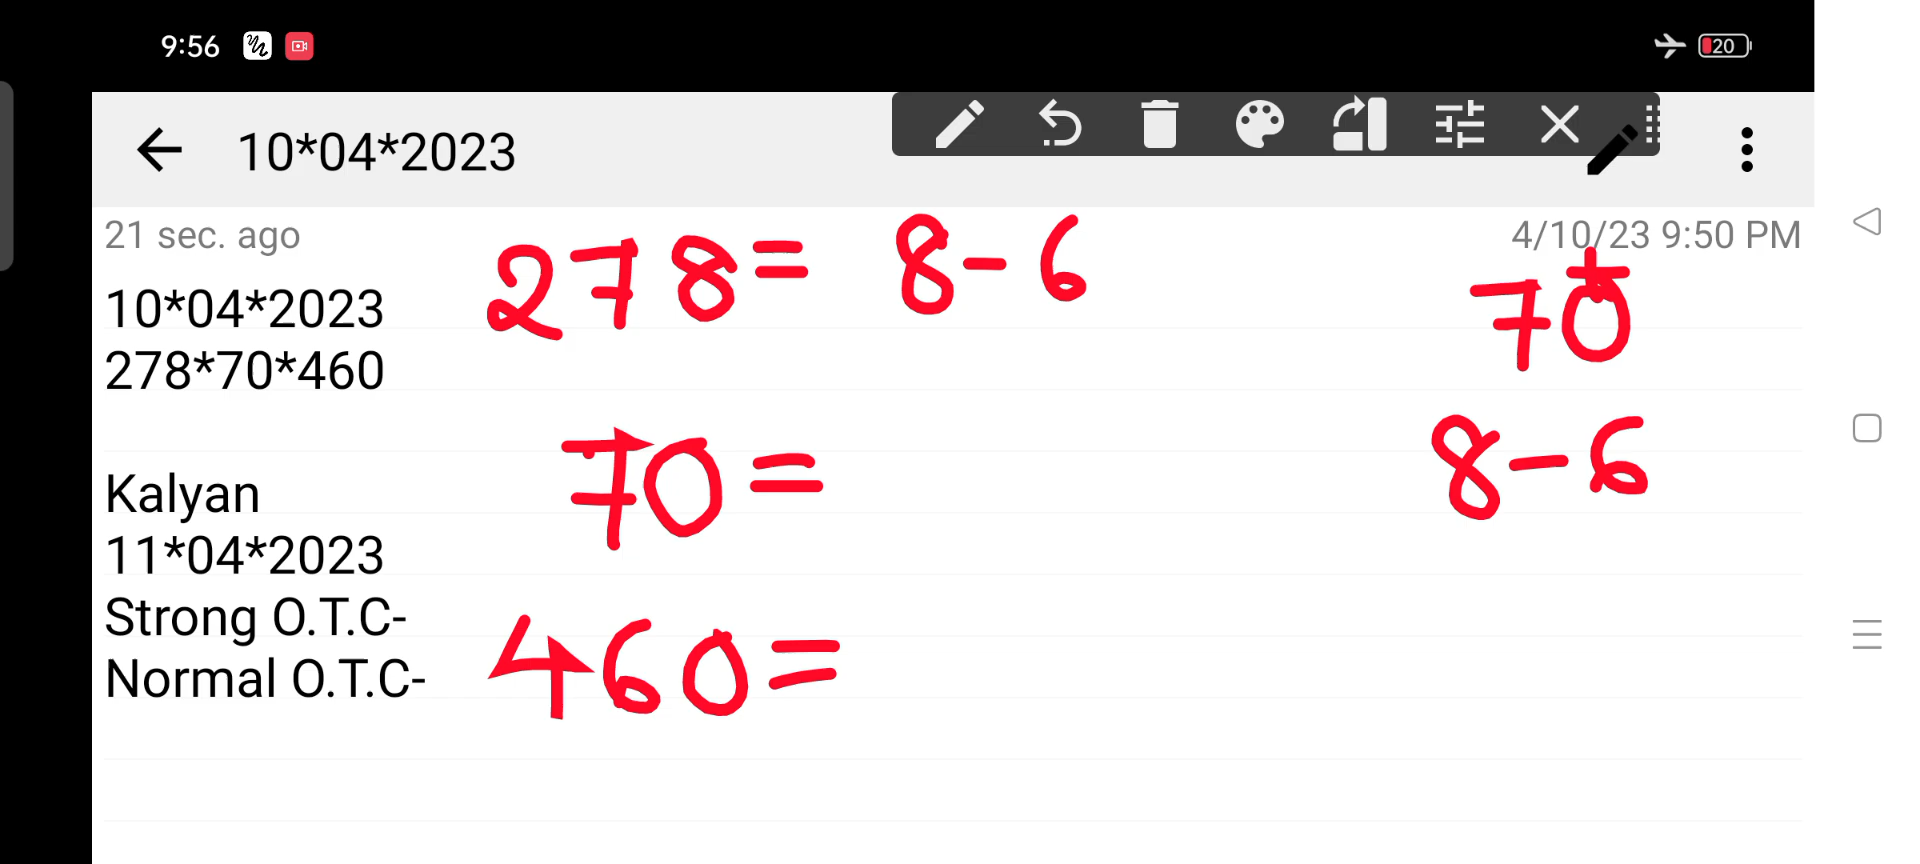 9:56
20
10*04*2023
21 sec. ago
4/10/23 9:50 PM
278= 8-6
70
10*04*2023
278*70*460
70=
8-6
Kalyan
11*04*2023
Strong O.T.C-
460=
Normal O.T.C-